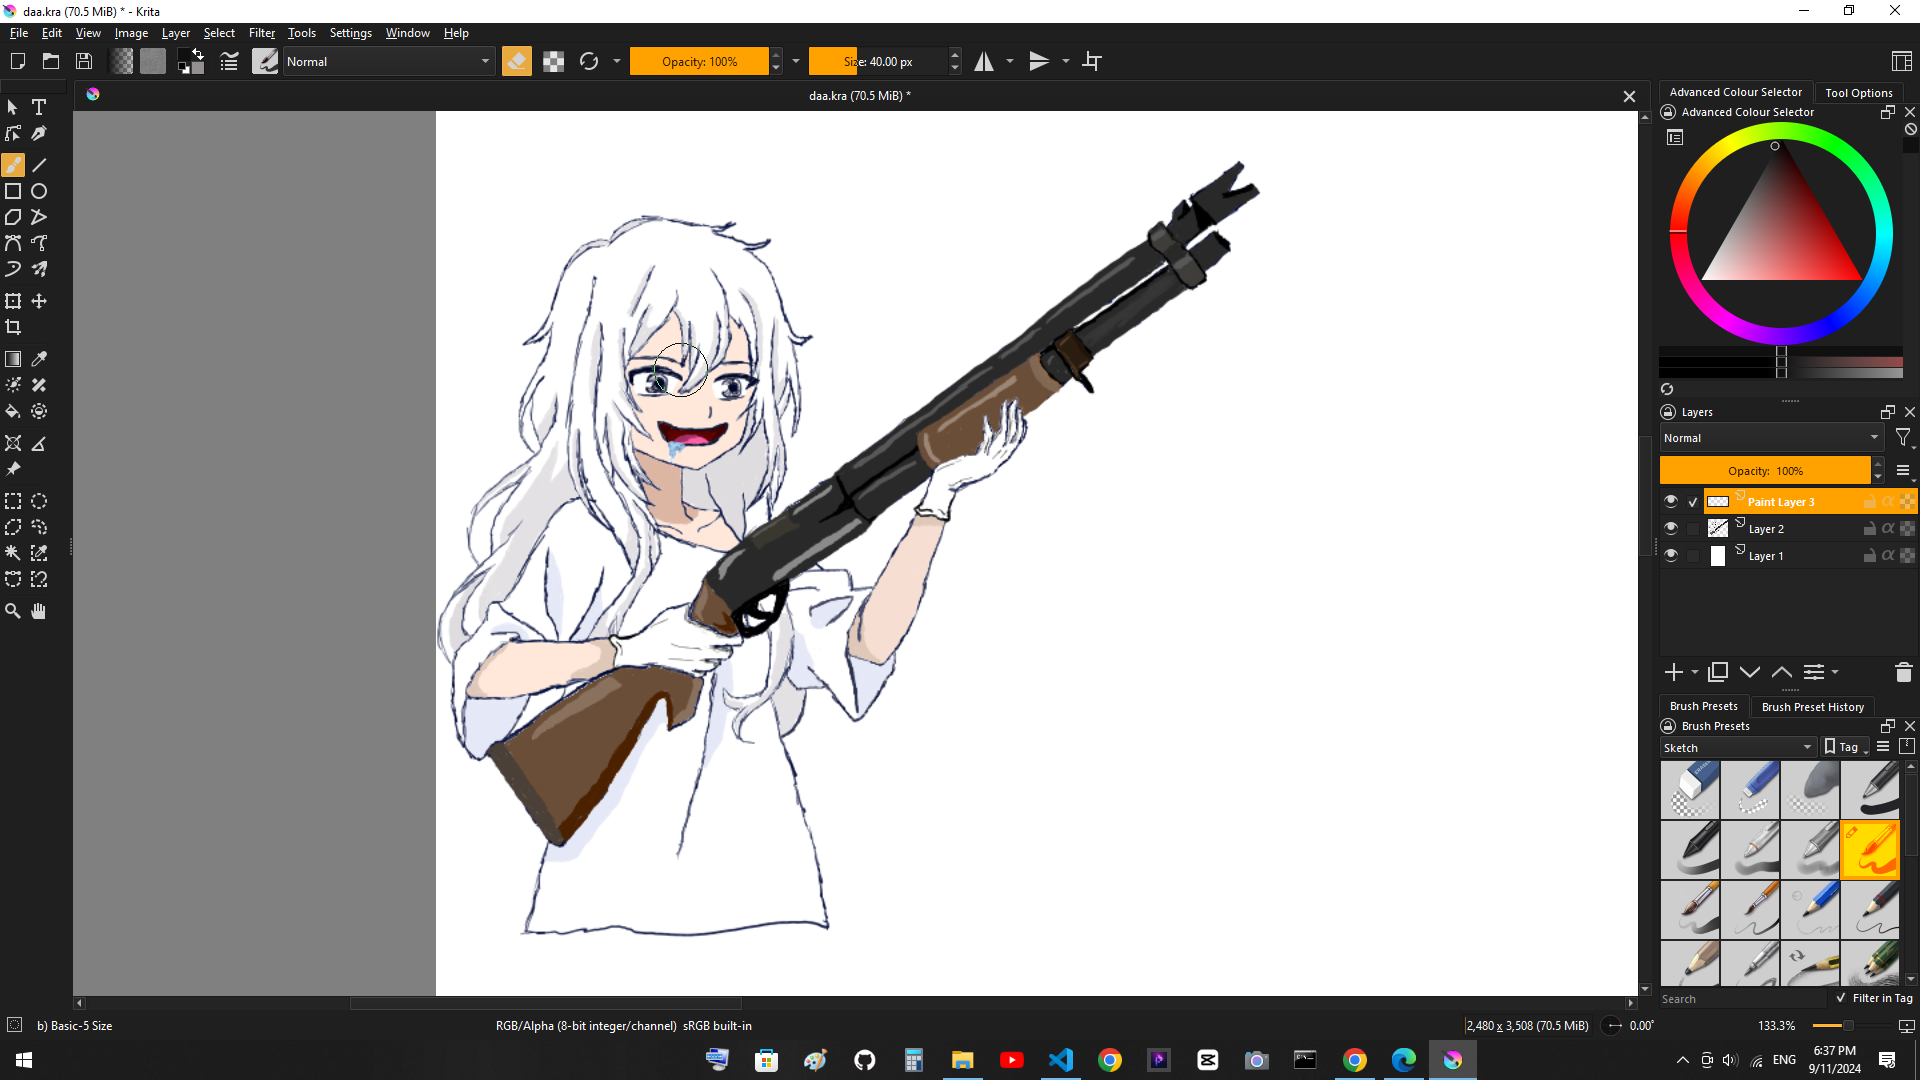 daa.kra (70.5 MiB) * - Krita
File Edit View Image Layer Select Filter Tools Settings Window Help
Normal
Opacity: 100%
Size: 40.00 px
daa.kra (70.5 MiB) *
Advanced Colour Selector
Tool Options
Advanced Colour Selector
Layers
Normal
Opacity: 100%
Paint Layer 3
Layer 2
Layer 1
Brush Presets
Brush Preset History
Brush Presets
Sketch
Tag
Search
Filter in Tag
b) Basic-5 Size
RGB/Alpha (8-bit integer/channel) sRGB built-in
2,480 x 3,508 (70.5 MiB)
0.00°
133.3%
ENG
6:37 PM
9/11/2024